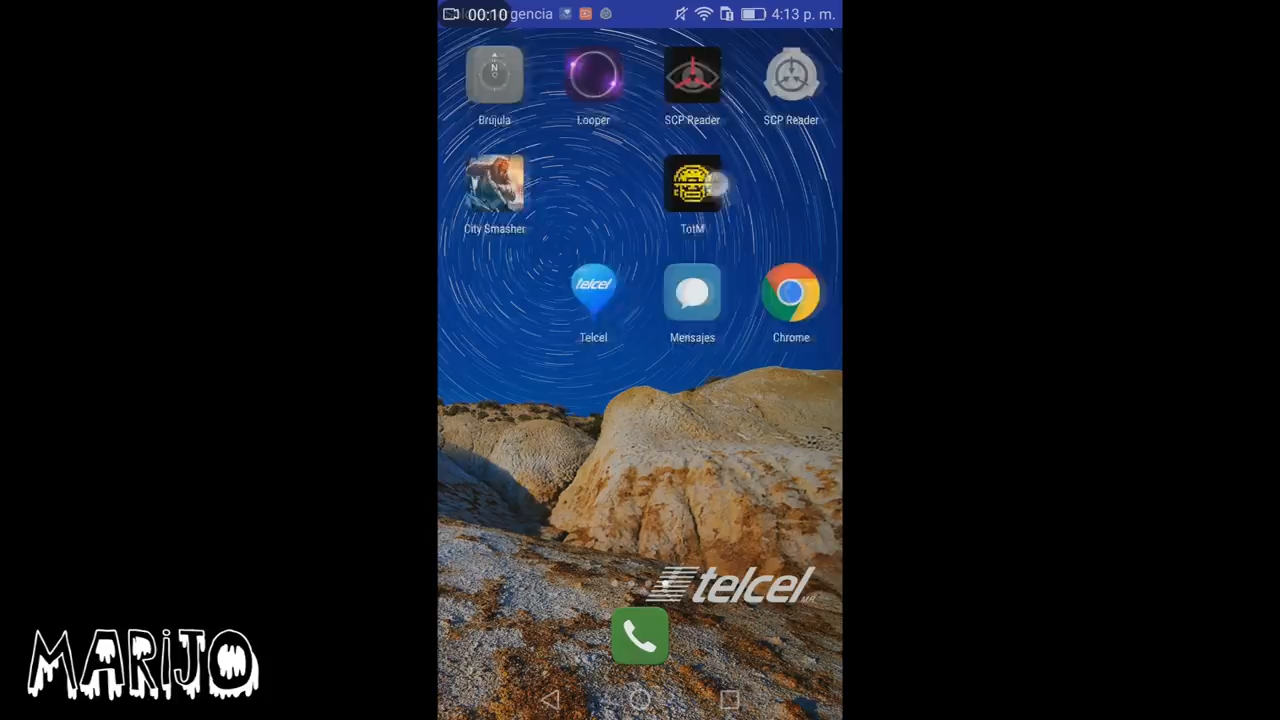 00:10 gencia 4:13 p. m.
Brújula Looper SCP Reader SCP Reader
City Smasher TotM
telcel
Telcel Mensajes Chrome
telcel
MARiJO